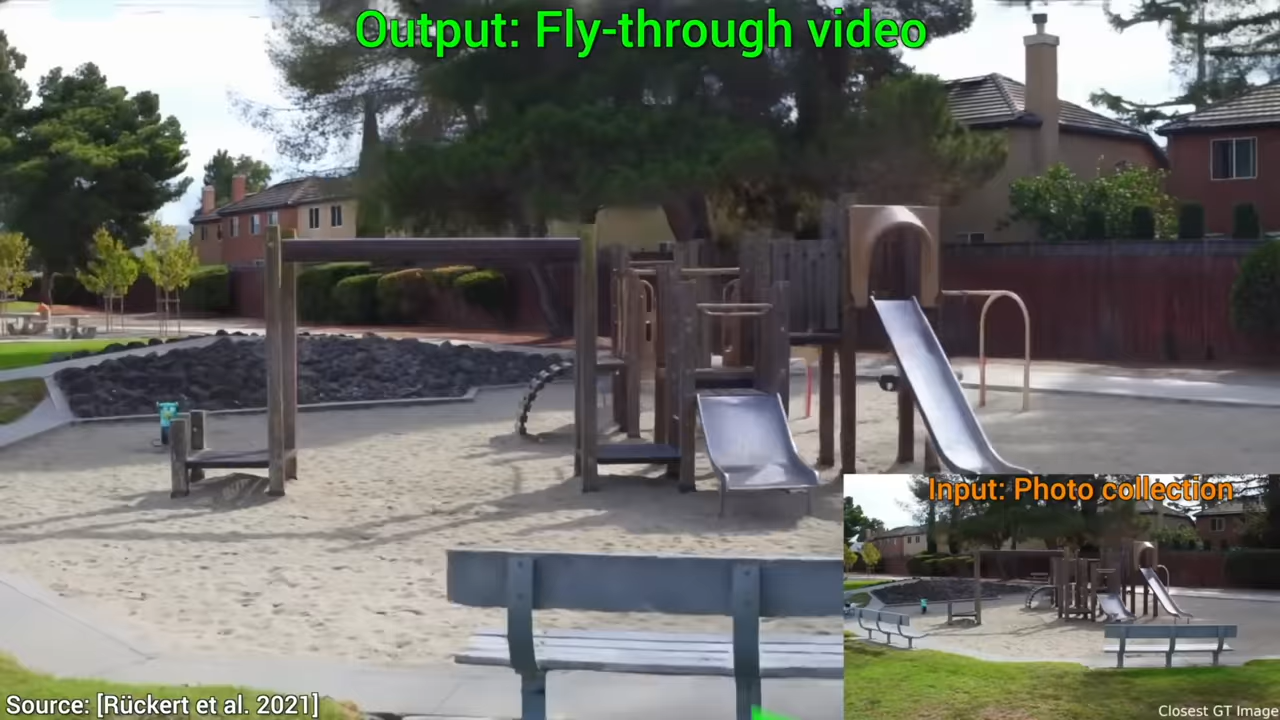 Output: Fly-through video
Input: Photo collection
Source: [Rückert et al. 2021]
Closest GT Image